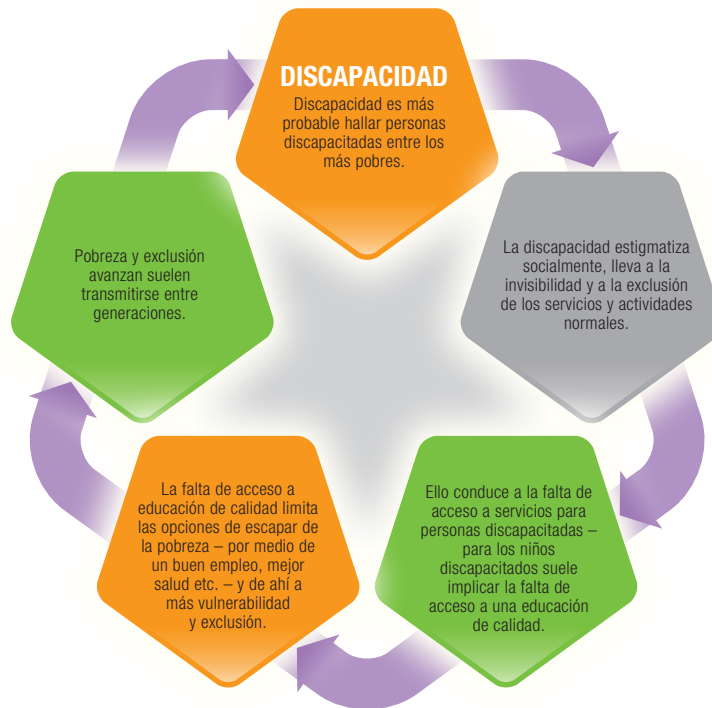 DISCAPACIDAD
Discapacidad es más
probable hallar personas
discapacitadas entre los
más pobres.
La discapacidad estigmatiza
socialmente, lleva a la
invisibilidad y a la exclusión
de los servicios y actividades
normales.
Ello conduce a la falta de
acceso a servicios para
personas discapacitadas –
para los niños
discapacitados suele
implicar la falta de
acceso a una educación
de calidad.
La falta de acceso a
educación de calidad limita
las opciones de escapar de
la pobreza – por medio de
un buen empleo, mejor
salud etc. – y de ahí a
más vulnerabilidad
y exclusión.
Pobreza y exclusión
avanzan suelen
transmitirse entre
generaciones.